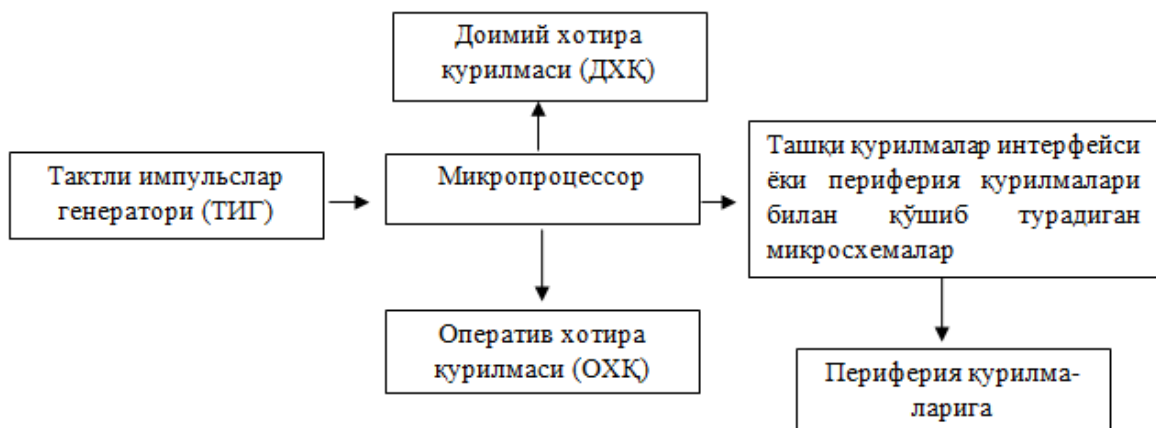 Доимий хотира
қурилмаси (ДХҚ)
Тактли импульслар
генератори (ТИГ)
Микропроцессор
Ташқи қурилмалар интерфейси
ёки периферия қурилмалари
билан қўшиб турадиган
микросхемалар
Оператив хотира
қурилмаси (ОХҚ)
Периферия қурилма-
ларига